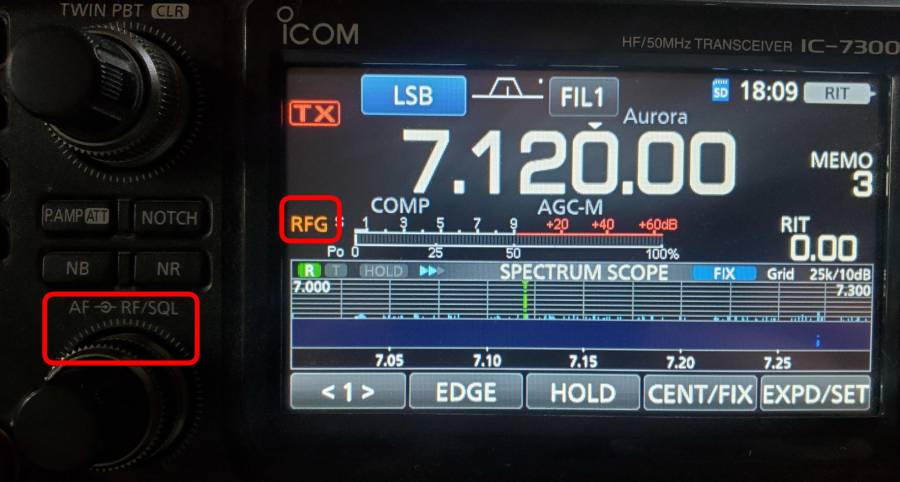 TWIN PBT CLR
ICOM
HF/50MHz TRANSCEIVER IC-7300
LSB FIL1 SD 18:09 RIT
TX Aurora
7.120.00
MEMO
3
P.AMP ATT NOTCH
COMP AGC-M
RFG S 1 3 5 7 9 +20 +40 +60dB
RIT
0.00
Po 0 25 50 100%
NB NR
R T HOLD SPECTRUM SCOPE FIX Grid 25k/10dB
7.000 7.300
AF RF/SQL
7.05 7.10 7.15 7.20 7.25
< 1 > EDGE HOLD CENT/FIX EXPD/SET